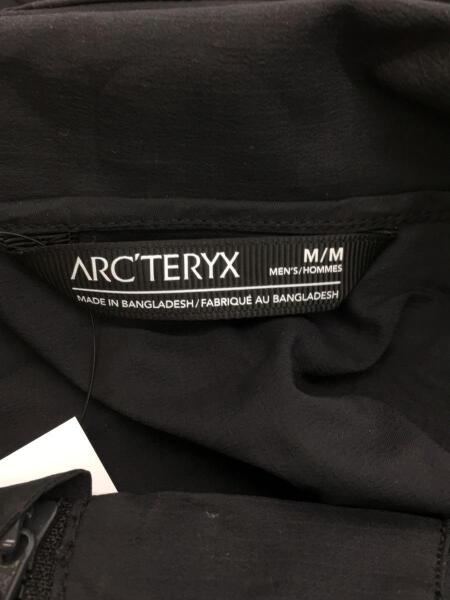 ARC'TERYX M/M
MEN'S/HOMMES
MADE IN BANGLADESH/FABRIQUÉ AU BANGLADESH